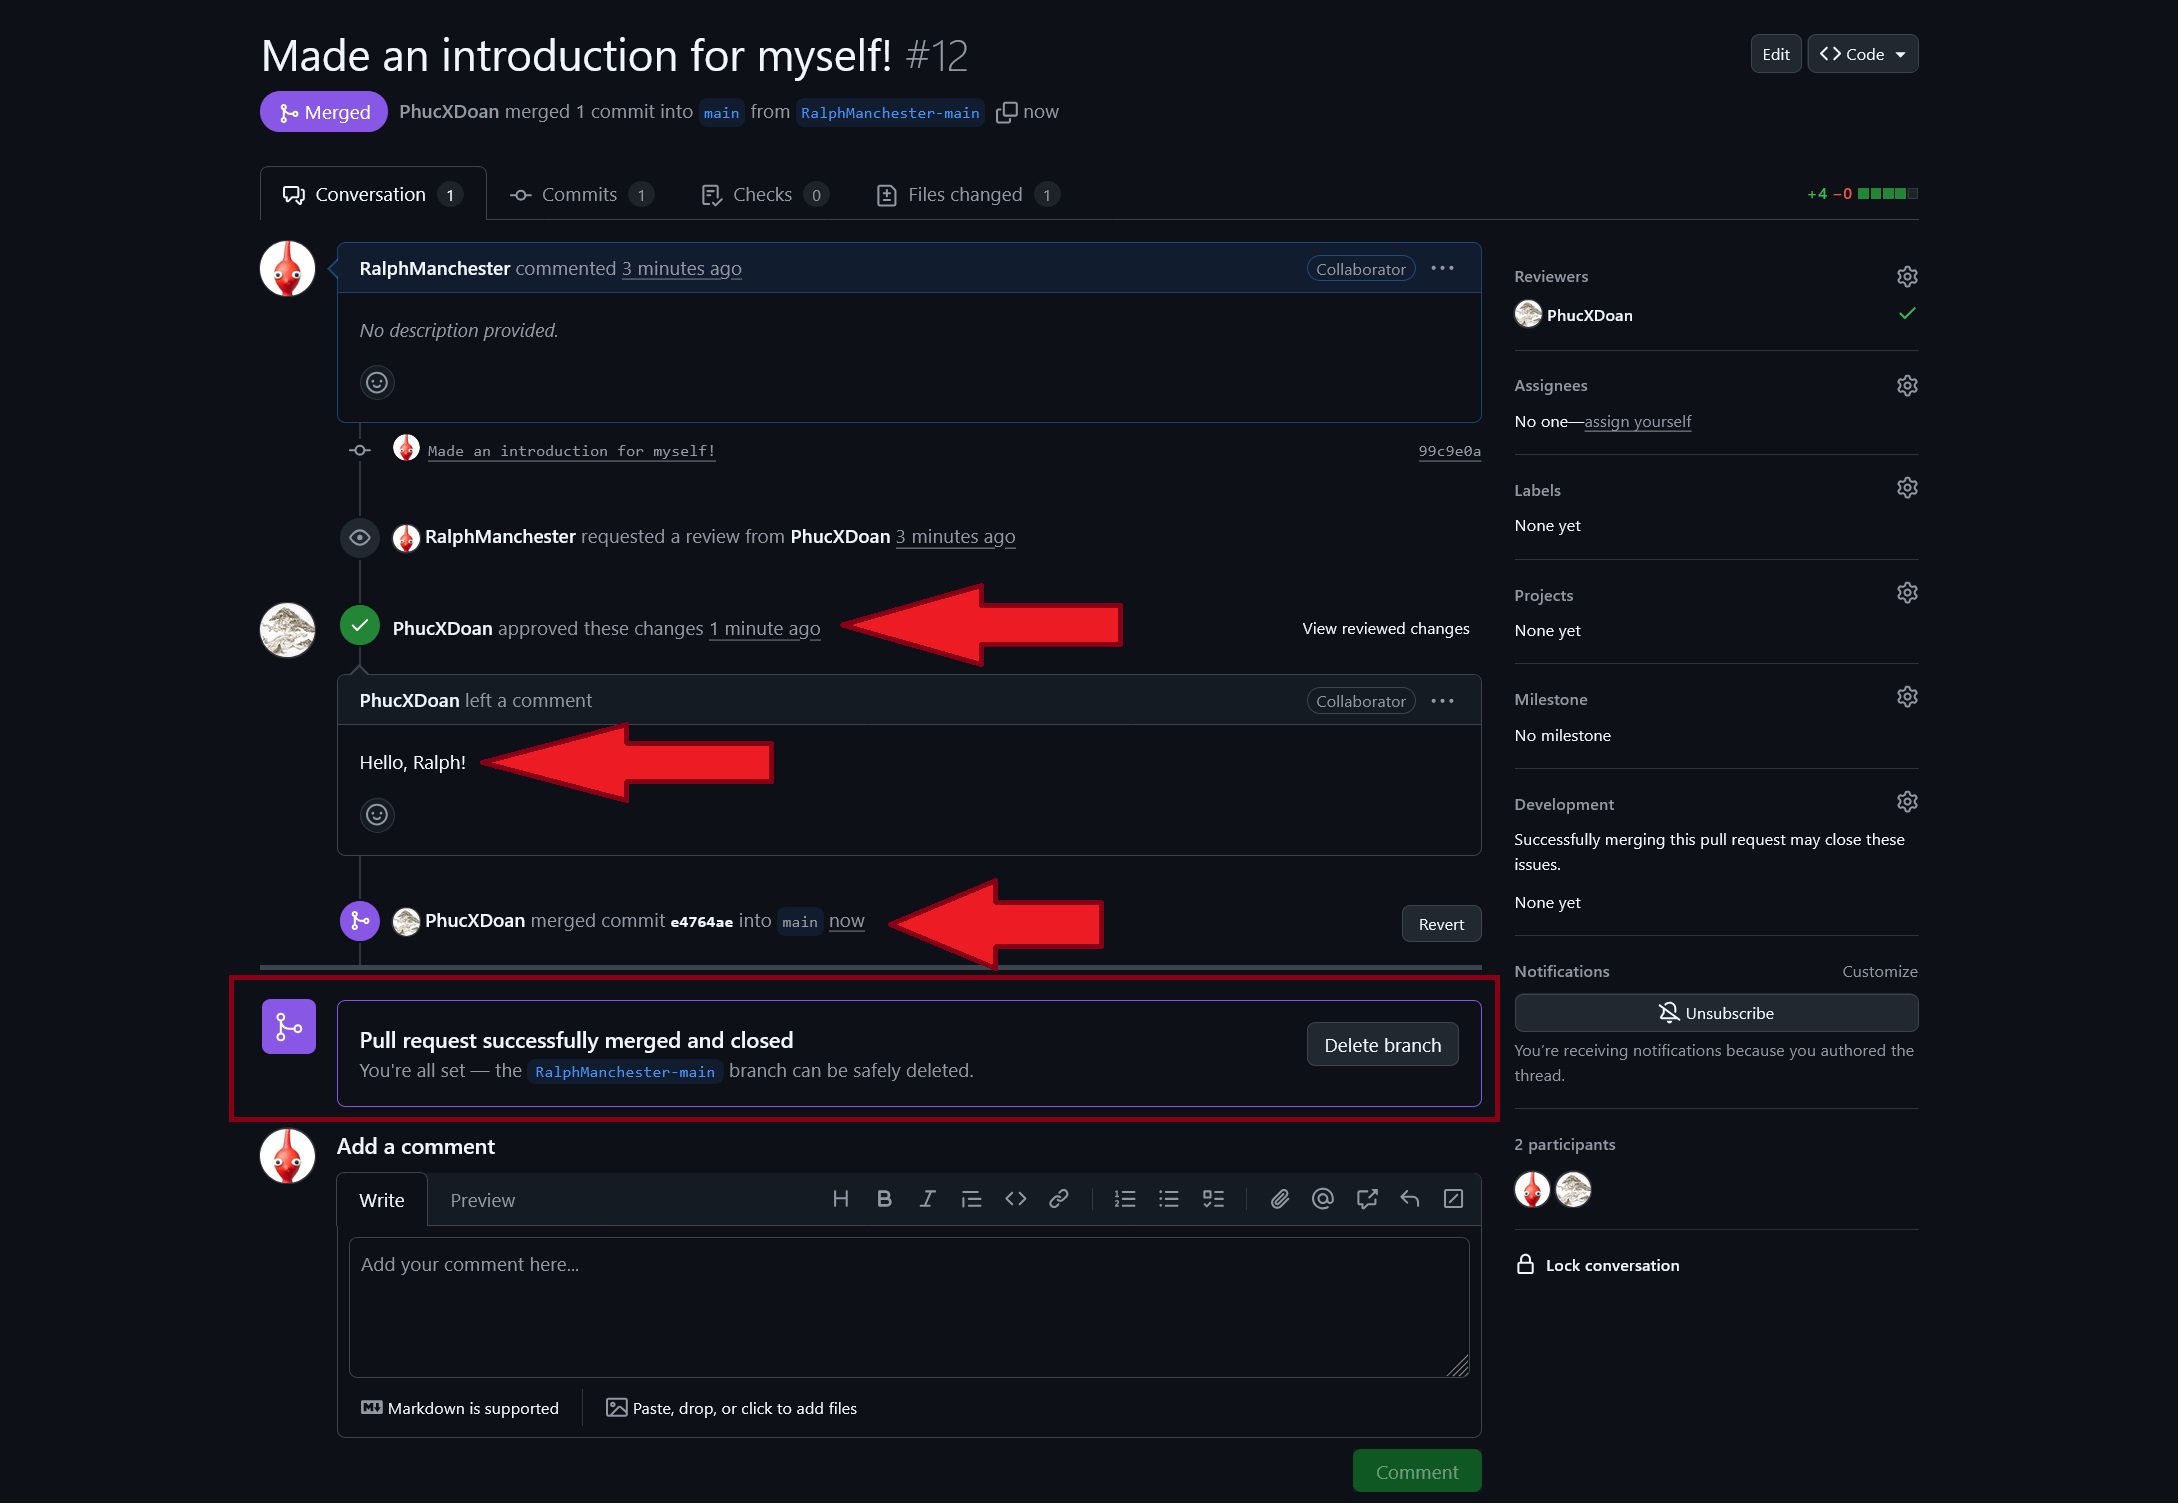 Made an introduction for myself! #12
Edit
Code
Merged
PhucXDoan merged 1 commit into main from RalphManchester-main now
Conversation 1
Commits 1
Checks 0
Files changed 1
+4 −0
RalphManchester commented 3 minutes ago
Collaborator
No description provided.
Made an introduction for myself!
99c9e0a
RalphManchester requested a review from PhucXDoan 3 minutes ago
PhucXDoan approved these changes 1 minute ago
View reviewed changes
PhucXDoan left a comment
Collaborator
Hello, Ralph!
PhucXDoan merged commit e4764ae into main now
Revert
Pull request successfully merged and closed
You're all set — the RalphManchester-main branch can be safely deleted.
Delete branch
Add a comment
Write
Preview
Add your comment here...
Markdown is supported
Paste, drop, or click to add files
Comment
Reviewers
PhucXDoan
Assignees
No one—assign yourself
Labels
None yet
Projects
None yet
Milestone
No milestone
Development
Successfully merging this pull request may close these
issues.
None yet
Notifications
Customize
Unsubscribe
You’re receiving notifications because you authored the
thread.
2 participants
Lock conversation